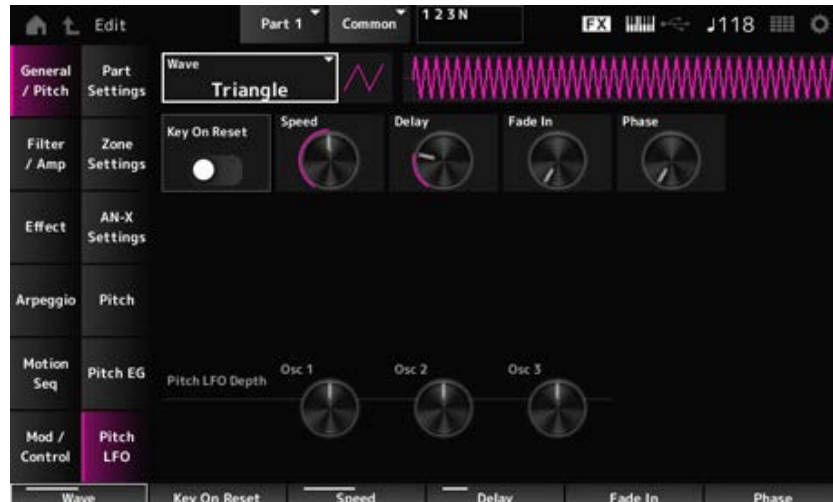 Edit
Part 1
Common
1 2 3 N
FX
♩118
General / Pitch
Part Settings
Wave
Triangle
Key On Reset
Speed
Delay
Fade In
Phase
Filter / Amp
Zone Settings
Effect
AN-X Settings
Arpeggio
Pitch
Motion Seq
Pitch EG
Pitch LFO Depth
Osc 1
Osc 2
Osc 3
Mod / Control
Pitch LFO
Wave
Key On Reset
Speed
Delay
Fade In
Phase